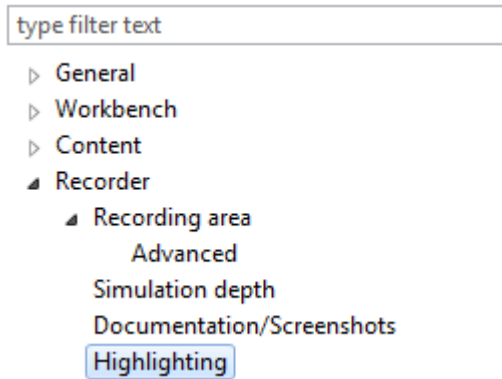 type filter text
General
Workbench
Content
Recorder
Recording area
Advanced
Simulation depth
Documentation/Screenshots
Highlighting